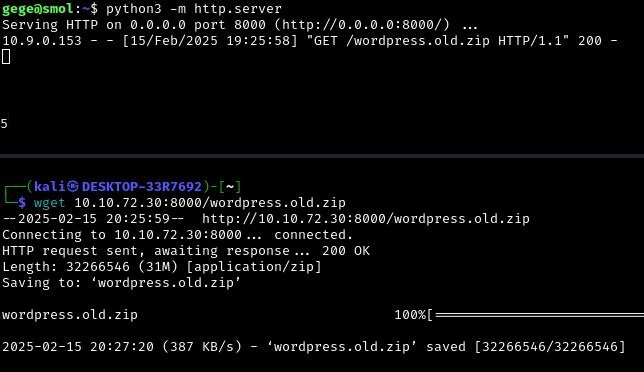 gege@smol:~$ python3 -m http.server
Serving HTTP on 0.0.0.0 port 8000 (http://0.0.0.0:8000/) ...
10.9.0.153 - - [15/Feb/2025 19:25:58] "GET /wordpress.old.zip HTTP/1.1" 200 -
5
┌──(kali㉿DESKTOP-33R7692)-[~]
└─$ wget 10.10.72.30:8000/wordpress.old.zip
--2025-02-15 20:25:59--  http://10.10.72.30:8000/wordpress.old.zip
Connecting to 10.10.72.30:8000... connected.
HTTP request sent, awaiting response... 200 OK
Length: 32266546 (31M) [application/zip]
Saving to: ‘wordpress.old.zip’
wordpress.old.zip 100%[==============================
2025-02-15 20:27:20 (387 KB/s) - ‘wordpress.old.zip’ saved [32266546/32266546]